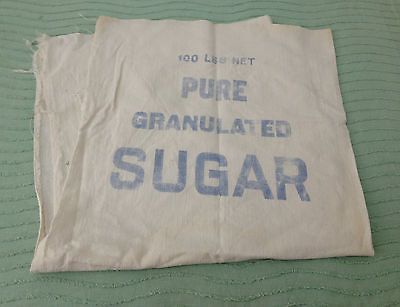 100 LBS NET
PURE
GRANULATED
SUGAR